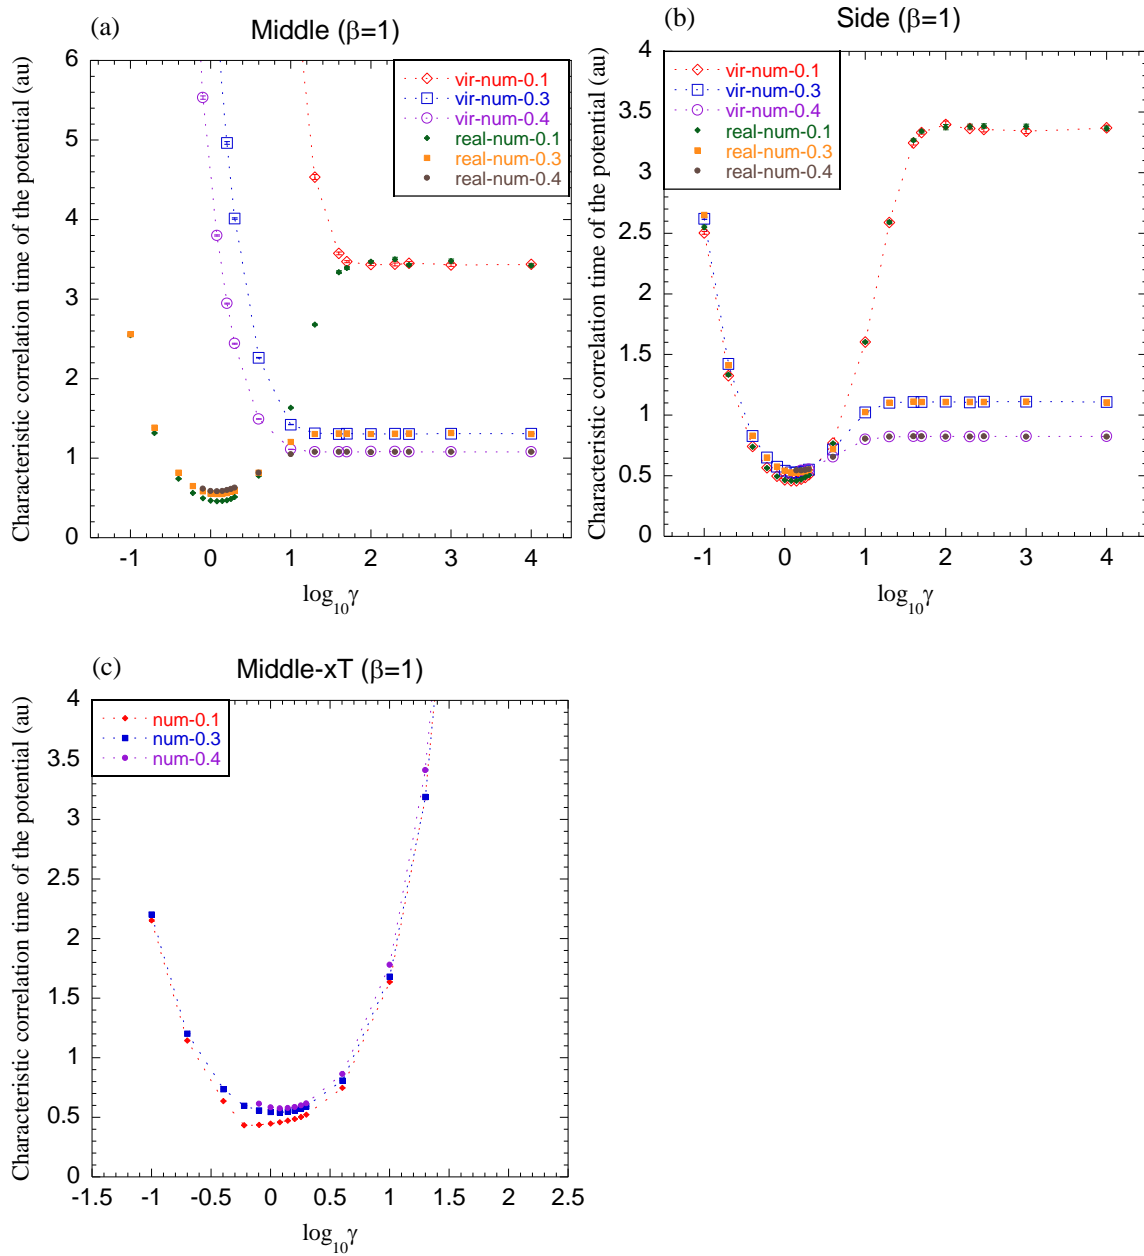 (a)
Middle (β=1)
Characteristic correlation time of the potential (au)
6
5
4
3
2
1
0
vir-num-0.1
vir-num-0.3
vir-num-0.4
real-num-0.1
real-num-0.3
real-num-0.4
-1 0 1 2 3 4
log₁₀γ
(b)
Side (β=1)
Characteristic correlation time of the potential (au)
4
3.5
3
2.5
2
1.5
1
0.5
0
vir-num-0.1
vir-num-0.3
vir-num-0.4
real-num-0.1
real-num-0.3
real-num-0.4
-1 0 1 2 3 4
log₁₀γ
(c)
Middle-xT (β=1)
Characteristic correlation time of the potential (au)
4
3.5
3
2.5
2
1.5
1
0.5
0
num-0.1
num-0.3
num-0.4
-1.5 -1 -0.5 0 0.5 1 1.5 2 2.5
log₁₀γ